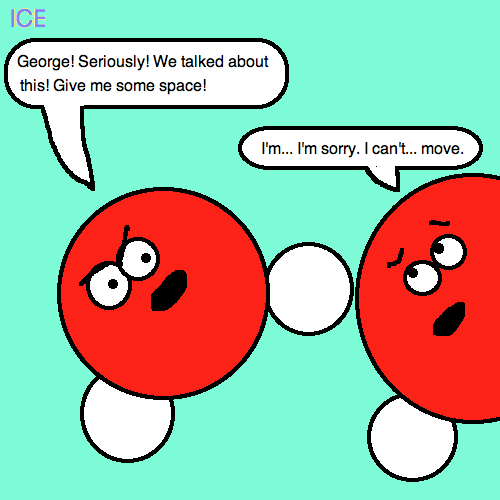 ICE
George! Seriously! We talked about
this! Give me some space!
I'm... I'm sorry. I can't... move.